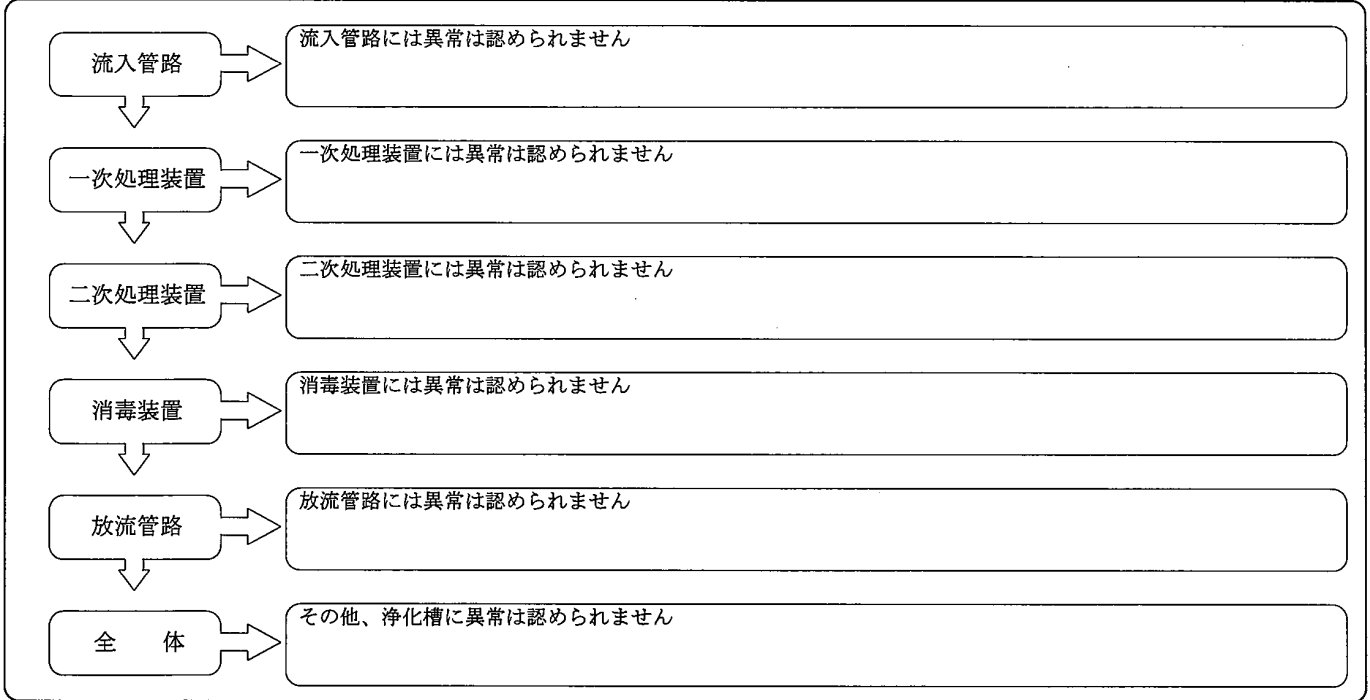 流入管路
流入管路には異常は認められません
一次処理装置
一次処理装置には異常は認められません
二次処理装置
二次処理装置には異常は認められません
消毒装置
消毒装置には異常は認められません
放流管路
放流管路には異常は認められません
全 体
その他、浄化槽に異常は認められません